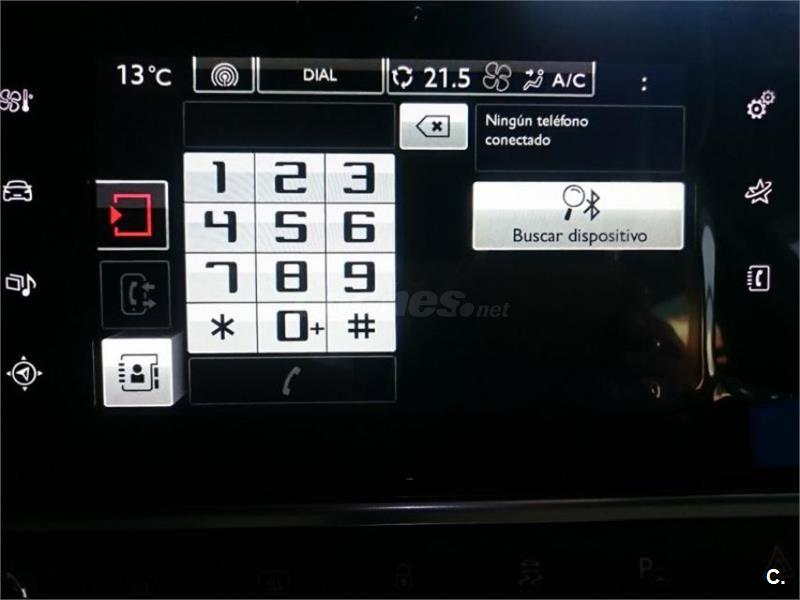 13°C DIAL 21.5 A/C :
Ningún teléfono
conectado
1 2 3
4 5 6
7 8 9
* 0+ #
Buscar dispositivo
.net
P
C.